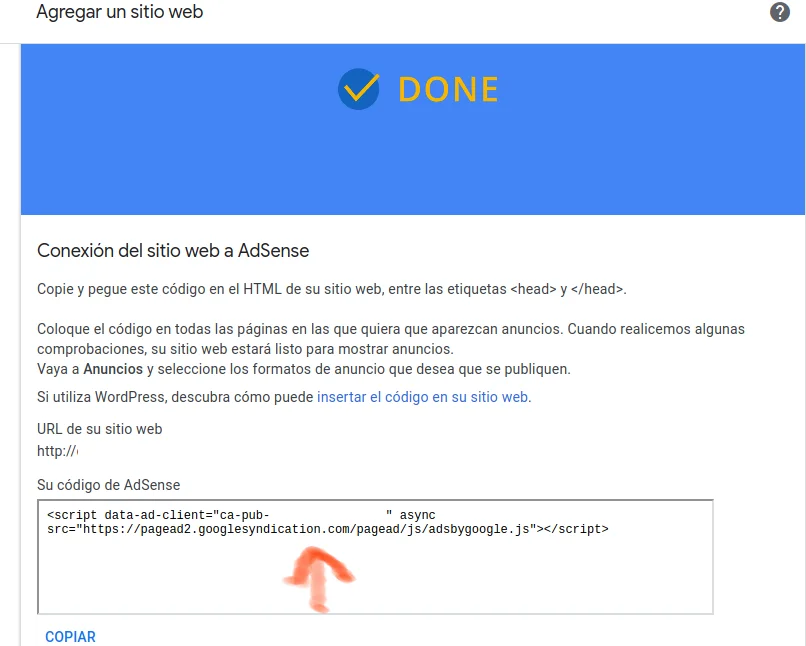 Agregar un sitio web
?
DONE
Conexión del sitio web a AdSense
Copie y pegue este código en el HTML de su sitio web, entre las etiquetas <head> y </head>.
Coloque el código en todas las páginas en las que quiera que aparezcan anuncios. Cuando realicemos algunas
comprobaciones, su sitio web estará listo para mostrar anuncios.
Vaya a Anuncios y seleccione los formatos de anuncio que desea que se publiquen.
Si utiliza WordPress, descubra cómo puede insertar el código en su sitio web.
URL de su sitio web
http://
Su código de AdSense
<script data-ad-client="ca-pub-                " async
src="https://pagead2.googlesyndication.com/pagead/js/adsbygoogle.js"></script>
COPIAR